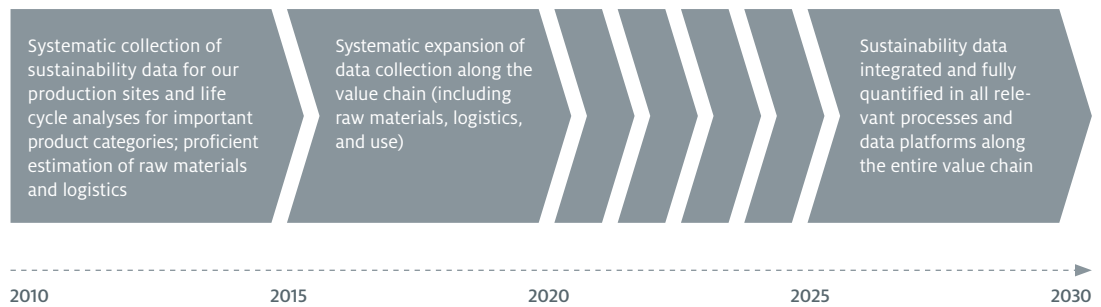 Systematic collection of
sustainability data for our
production sites and life
cycle analyses for important
product categories; proficient
estimation of raw materials
and logistics
Systematic expansion of
data collection along the
value chain (including
raw materials, logistics,
and use)
Sustainability data
integrated and fully
quantified in all rele-
vant processes and
data platforms along
the entire value chain
2010
2015
2020
2025
2030